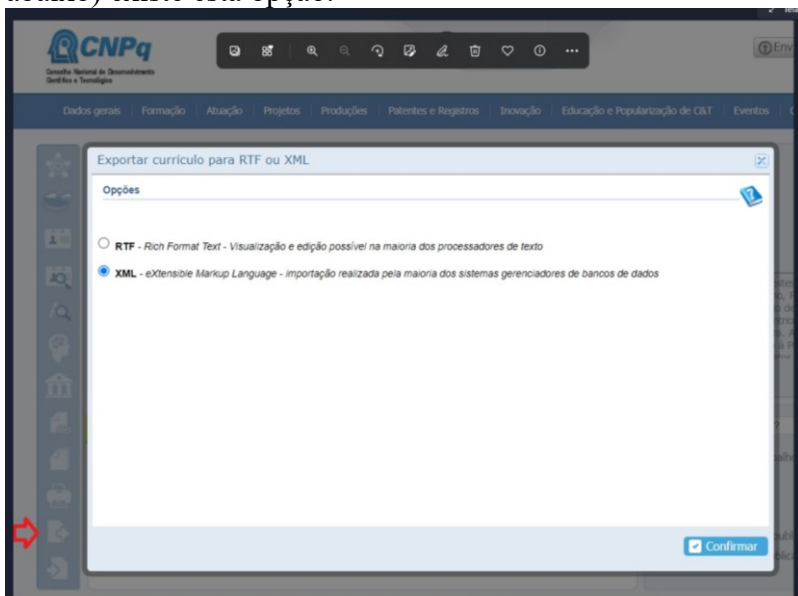 CNPq
Conselho Nacional de Desenvolvimento
Científico e Tecnológico
Dados gerais Formação Atuação Projetos Produções Patentes e Registros Inovação Educação e Popularização de C&T Eventos
Exportar currículo para RTF ou XML
Opções
RTF - Rich Format Text - Visualização e edição possível na maioria dos processadores de texto
XML - eXtensible Markup Language - importação realizada pela maioria dos sistemas gerenciadores de bancos de dados
Confirmar